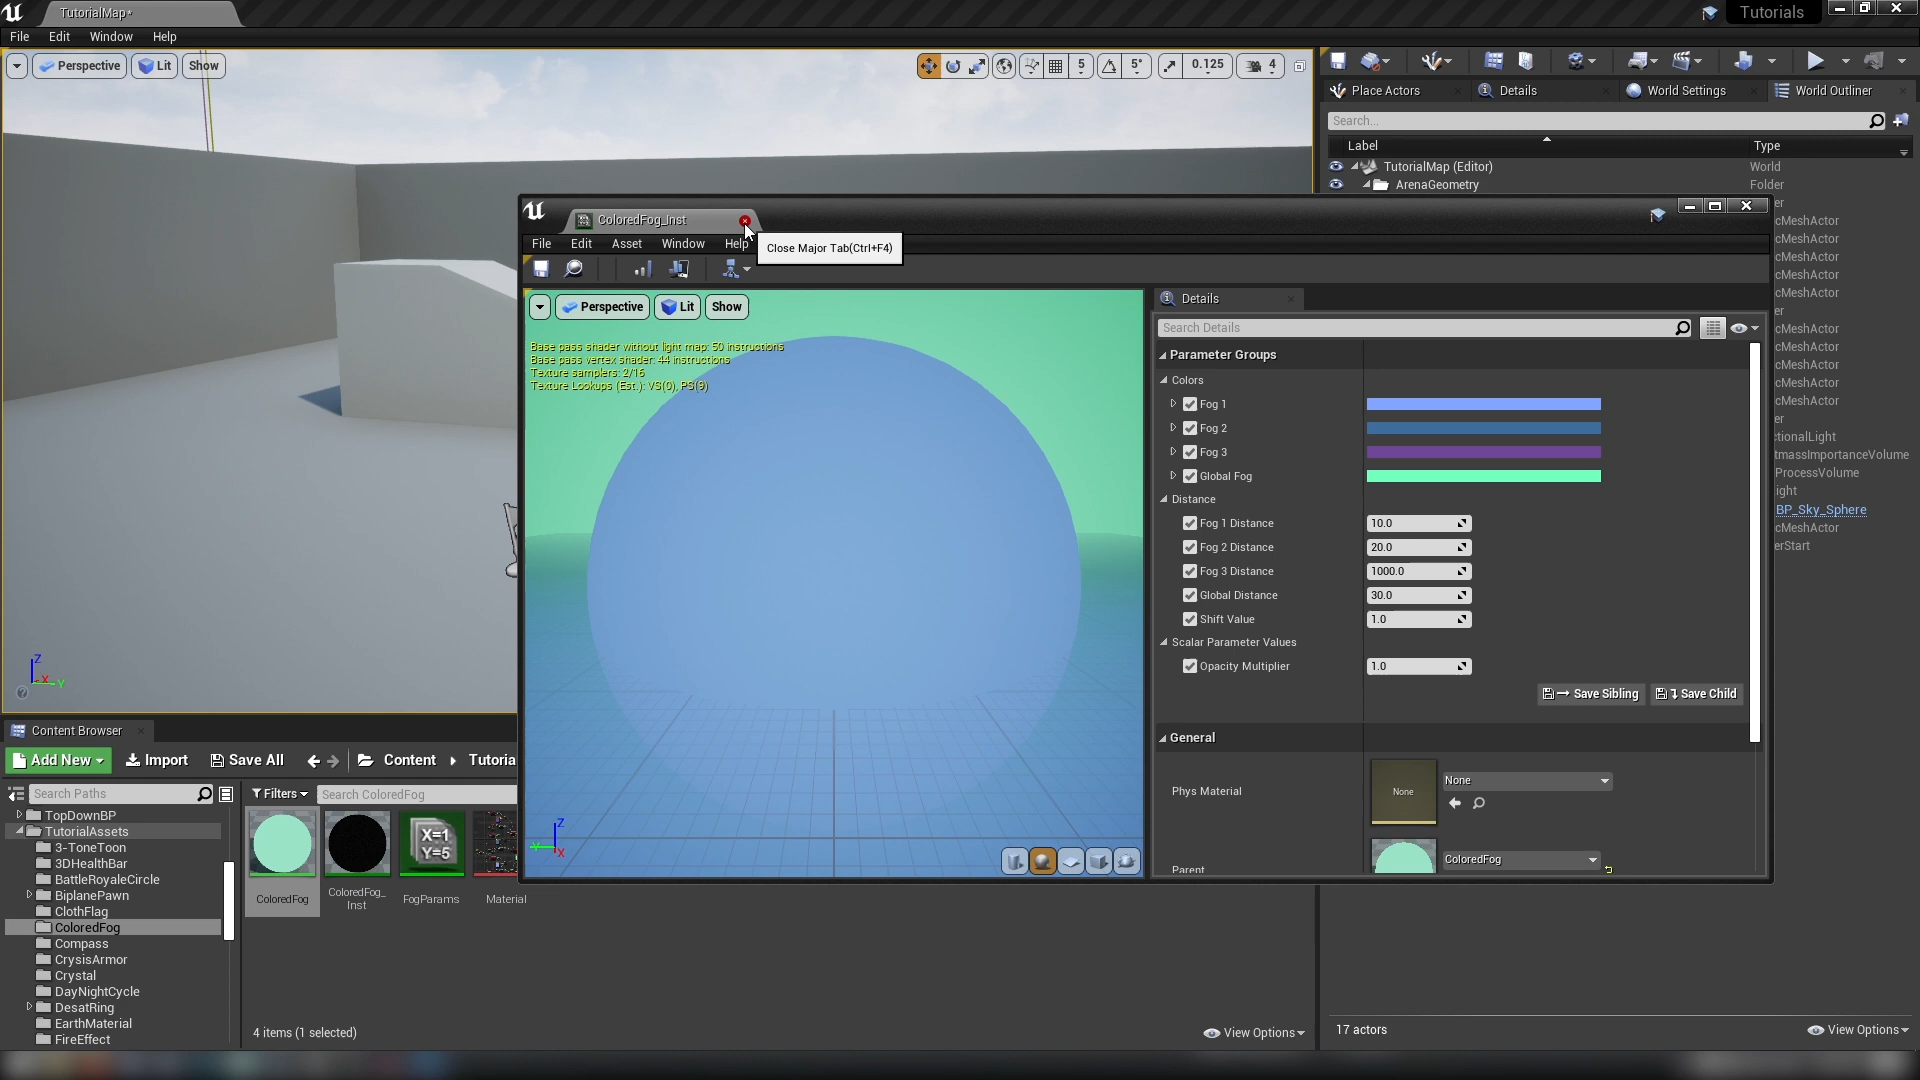 TutorialMap*
Tutorials
File Edit Window Help
Perspective Lit Show
5 5° 0.125 4
Place Actors Details World Settings World Outliner
Search...
Label Type
TutorialMap (Editor) World
ArenaGeometry Folder
er
cMeshActor
cMeshActor
cMeshActor
cMeshActor
cMeshActor
er
cMeshActor
cMeshActor
cMeshActor
cMeshActor
cMeshActor
er
ctionalLight
tmassImportanceVolume
ProcessVolume
ight
BP_Sky_Sphere
cMeshActor
erStart
17 actors
View Options
ColoredFog_Inst
File Edit Asset Window Help
Close Major Tab(Ctrl+F4)
Perspective Lit Show
Base pass shader without light map: 50 instructions
Base pass vertex shader: 44 instructions
Texture samplers: 2/16
Texture Lookups (Est.): VS(0), PS(9)
Z
Y
X
Details
Search Details
Parameter Groups
Colors
Fog 1
Fog 2
Fog 3
Global Fog
Distance
Fog 1 Distance 10.0
Fog 2 Distance 20.0
Fog 3 Distance 1000.0
Global Distance 30.0
Shift Value 1.0
Scalar Parameter Values
Opacity Multiplier 1.0
Save Sibling Save Child
General
Phys Material None None
Parent ColoredFog
Z
X
Y
Content Browser
Add New Import Save All Content Tutoria
Search Paths
Filters Search ColoredFog
TopDownBP
TutorialAssets
3-ToneToon
3DHealthBar
BattleRoyaleCircle
BiplanePawn
ClothFlag
ColoredFog
Compass
CrysisArmor
Crystal
DayNightCycle
DesatRing
EarthMaterial
FireEffect
X=1
Y=5
ColoredFog
ColoredFog_
Inst
FogParams
Material
4 items (1 selected)
View Options